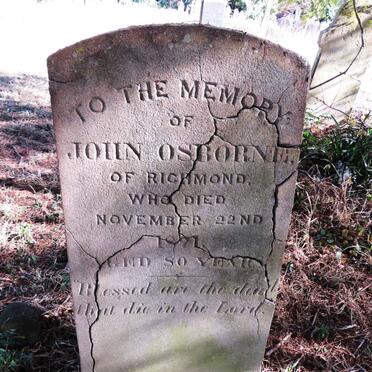 TO THE MEMORY
OF
JOHN OSBORNE,
OF RICHMOND,
WHO DIED
NOVEMBER 22ND
AGED 80 YEARS
Blessed are the dead
that die in the Lord.